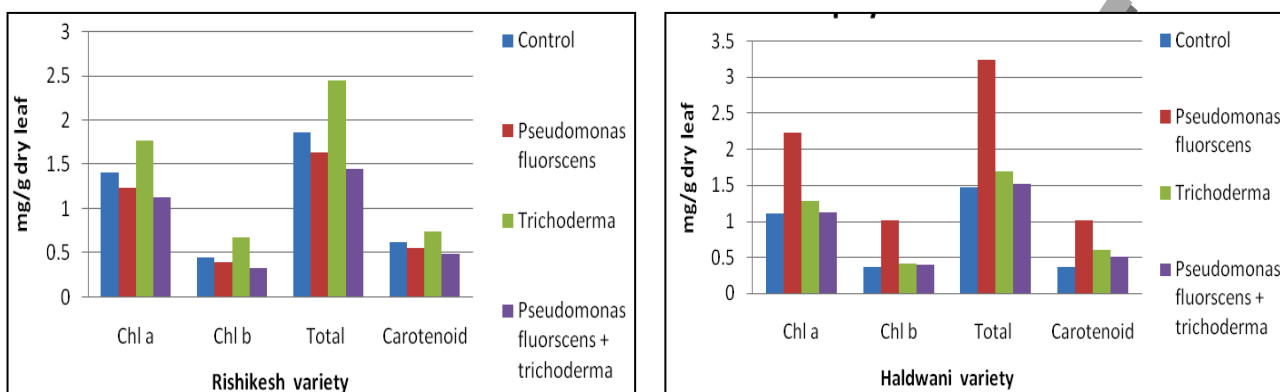 3
2.5
2
1.5
1
0.5
0
mg/g dry leaf
Chl a Chl b Total Carotenoid
Rishikesh variety
Control
Pseudomonas
fluorscens
Trichoderma
Pseudomonas
fluorscens +
trichoderma
3.5
3
2.5
2
1.5
1
0.5
0
mg/g dry leaf
Chl a Chl b Total Carotenoid
Haldwani variety
Control
Pseudomonas
fluorscens
Trichoderma
Pseudomonas
fluorscens +
trichoderma